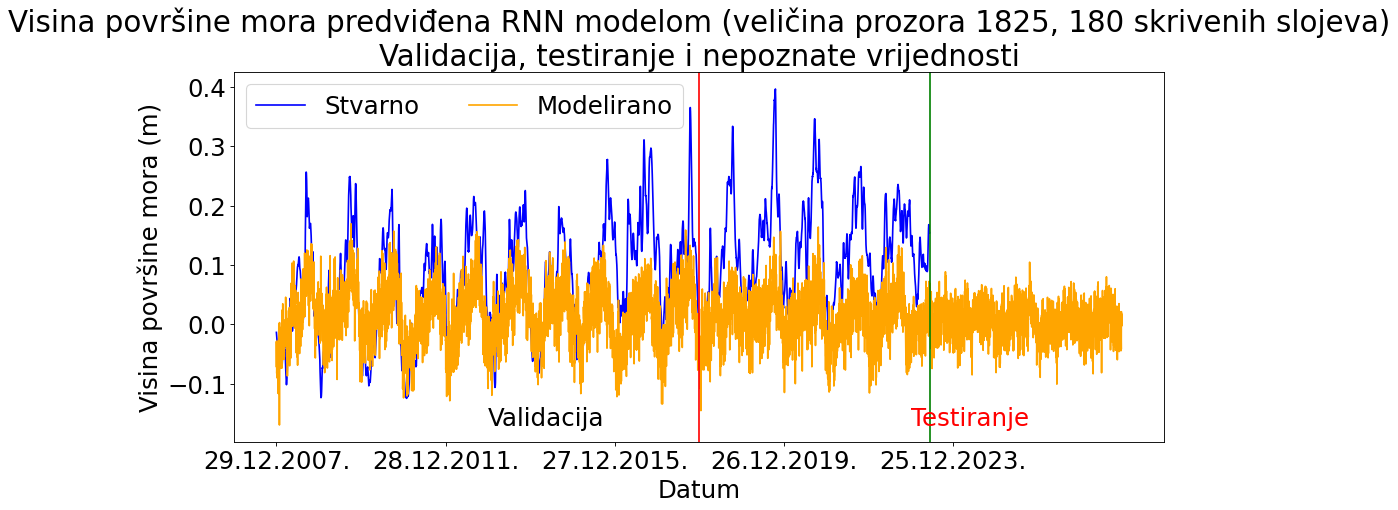 Visina površine mora predviđena RNN modelom (veličina prozora 1825, 180 skrivenih slojeva)
Validacija, testiranje i nepoznate vrijednosti
Stvarno
Modelirano
Visina površine mora (m)
0.4
0.3
0.2
0.1
0.0
−0.1
Validacija
Testiranje
29.12.2007.
28.12.2011.
27.12.2015.
26.12.2019.
25.12.2023.
Datum